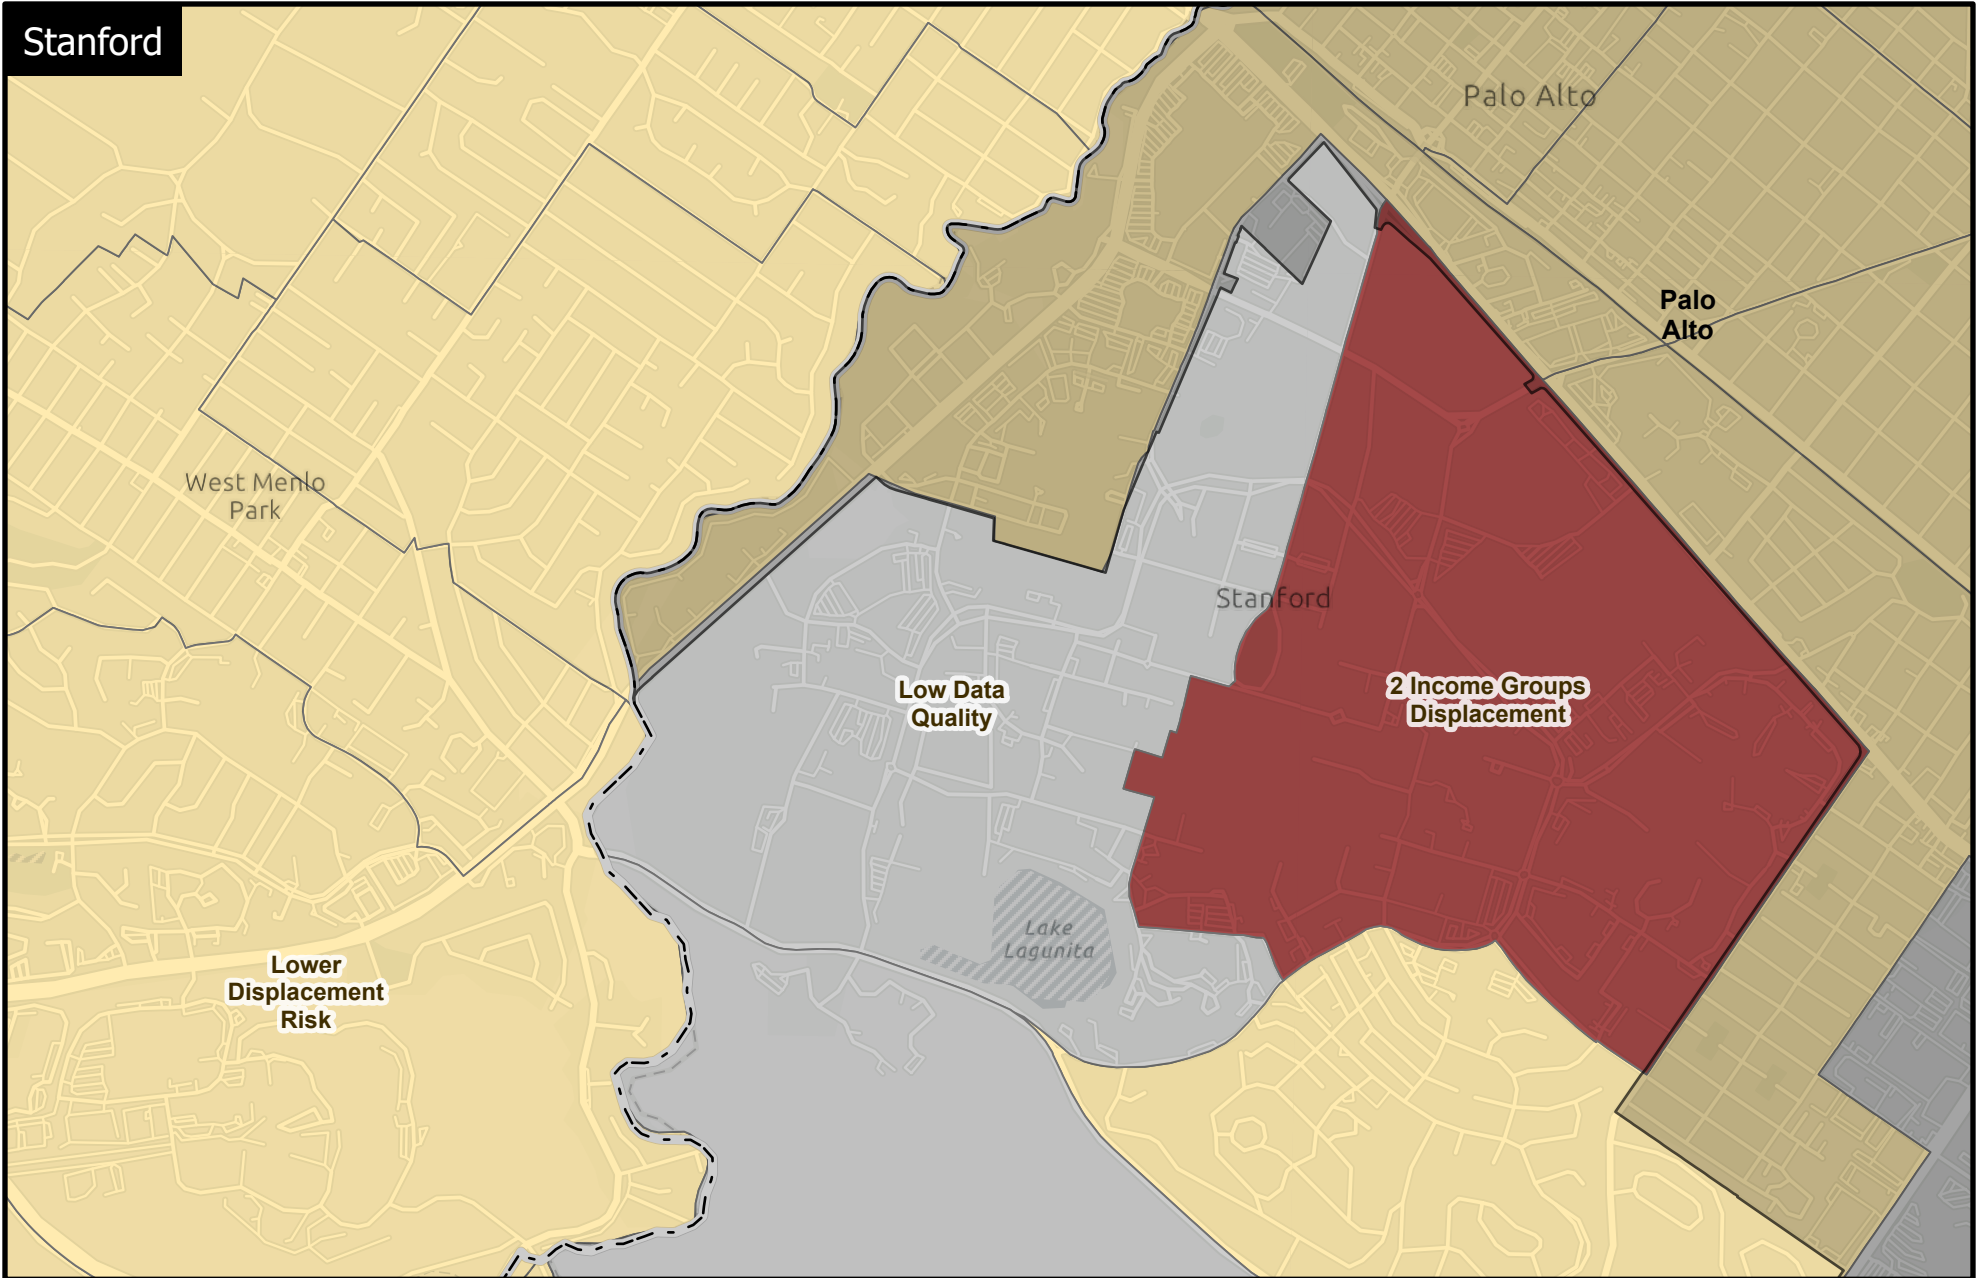 Stanford
Palo Alto
Palo
Alto
West Menlo
Park
Stanford
Low Data
Quality
2 Income Groups
Displacement
Lake
Lagunita
Lower
Displacement
Risk